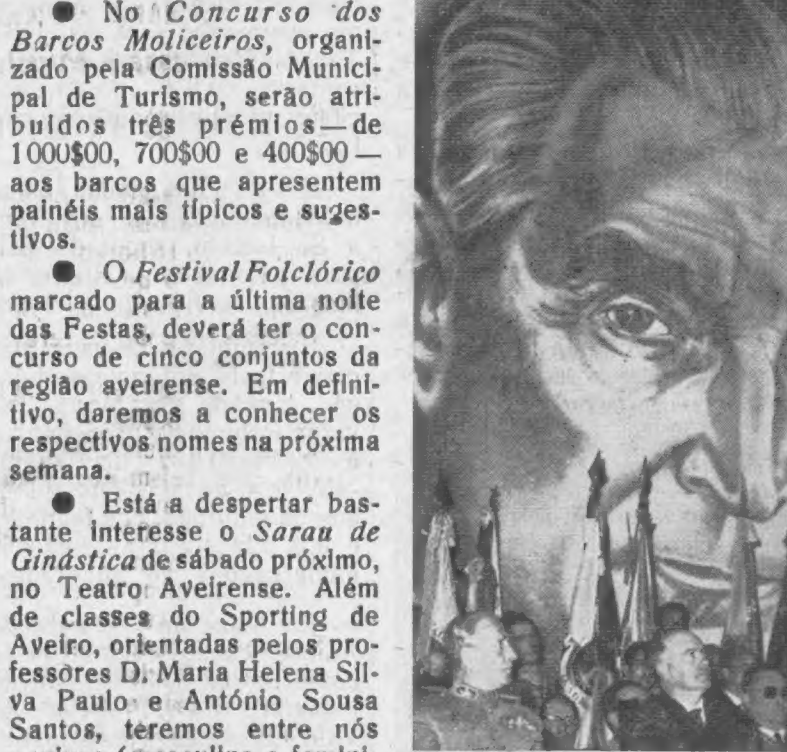 ● No Concurso dos
Barcos Moliceiros, organi-
zado pela Comissão Munici-
pal de Turismo, serão atri-
buídos três prémios — de
1000$00, 700$00 e 400$00 —
aos barcos que apresentem
painéis mais típicos e suges-
tivos.
● O Festival Folclórico
marcado para a última noite
das Festas, deverá ter o con-
curso de cinco conjuntos da
região aveirense. Em defini-
tivo, daremos a conhecer os
respectivos nomes na próxima
semana.
● Está a despertar bas-
tante interesse o Sarau de
Ginástica de sábado próximo,
no Teatro Aveirense. Além
de classes do Sporting de
Aveiro, orientadas pelos pro-
fessores D. Maria Helena Sil-
va Paulo e António Sousa
Santos, teremos entre nós